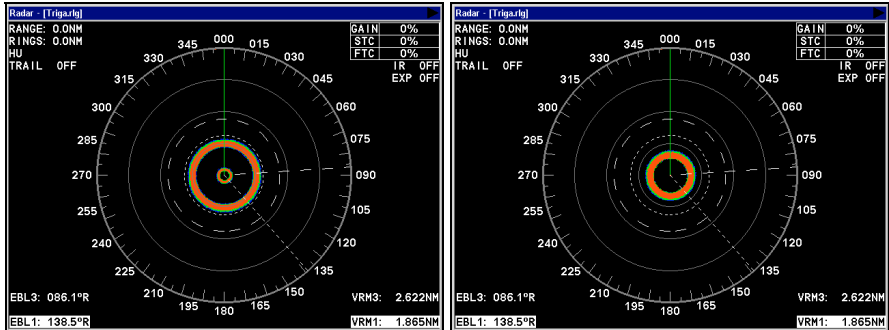 Radar - [Triga.rlg]
RANGE: 0.0NM
RINGS: 0.0NM
HU
TRAIL OFF
GAIN 0%
STC 0%
FTC 0%
IR OFF
EXP OFF
000
015
030
045
060
075
090
105
120
135
150
165
180
195
210
225
240
255
270
285
300
315
330
345
EBL3: 086.1ºR
EBL1: 138.5ºR
VRM3: 2.622NM
VRM1: 1.865NM
Radar - [Triga.rlg]
RANGE: 0.0NM
RINGS: 0.0NM
HU
TRAIL OFF
GAIN 0%
STC 0%
FTC 0%
IR OFF
EXP OFF
000
015
030
045
060
075
090
105
120
135
150
165
180
195
210
225
240
255
270
285
300
315
330
345
EBL3: 086.1ºR
EBL1: 138.5ºR
VRM3: 2.622NM
VRM1: 1.865NM